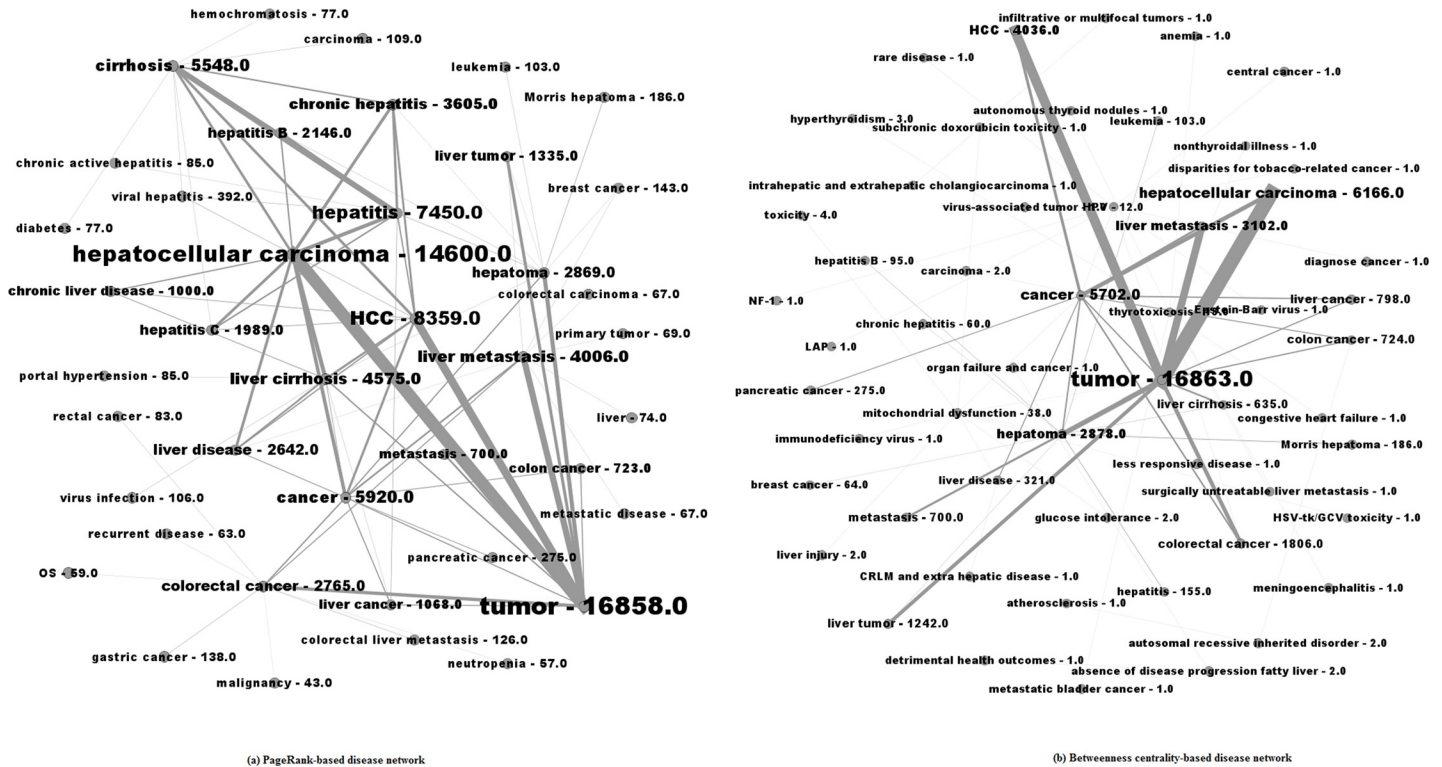 hemochromatosis - 77.0
carcinoma - 109.0
cirrhosis - 5548.0
leukemia - 103.0
Morris hepatoma - 186.0
chronic hepatitis - 3605.0
hepatitis B - 2146.0
liver tumor - 1335.0
chronic active hepatitis - 85.0
breast cancer - 143.0
viral hepatitis - 392.0
hepatitis - 7450.0
diabetes - 77.0
hepatocellular carcinoma - 14600.0
hepatoma - 2869.0
chronic liver disease - 1000.0
colorectal carcinoma - 67.0
HCC - 8359.0
hepatitis C - 1989.0
primary tumor - 69.0
liver metastasis - 4006.0
portal hypertension - 85.0
liver cirrhosis - 4575.0
rectal cancer - 83.0
liver - 74.0
liver disease - 2642.0
metastasis - 700.0
colon cancer - 723.0
virus infection - 106.0
cancer - 5920.0
metastatic disease - 67.0
recurrent disease - 63.0
pancreatic cancer - 275.0
OS - 59.0
colorectal cancer - 2765.0
liver cancer - 1068.0
tumor - 16858.0
colorectal liver metastasis - 126.0
gastric cancer - 138.0
neutropenia - 57.0
malignancy - 43.0
(a) PageRank-based disease network
infiltrative or multifocal tumors - 1.0
HCC - 4036.0
anemia - 1.0
rare disease - 1.0
central cancer - 1.0
autonomous thyroid nodules - 1.0
hyperthyroidism - 3.0
leukemia - 103.0
subchronic doxorubicin toxicity - 1.0
nonthyroidal illness - 1.0
disparities for tobacco-related cancer - 1.0
intrahepatic and extrahepatic cholangiocarcinoma - 1.0
hepatocellular carcinoma - 6166.0
virus-associated tumor
HPV - 12.0
toxicity - 4.0
liver metastasis - 3102.0
hepatitis B - 95.0
diagnose cancer - 1.0
carcinoma - 2.0
cancer - 5702.0
NF-1 - 1.0
liver cancer - 798.0
thyrotoxicosis
Epstein-Barr virus - 1.0
chronic hepatitis - 60.0
colon cancer - 724.0
LAP - 1.0
organ failure and cancer - 1.0
tumor - 16863.0
pancreatic cancer - 275.0
liver cirrhosis - 635.0
mitochondrial dysfunction - 38.0
congestive heart failure - 1.0
hepatoma - 2878.0
immunodeficiency virus - 1.0
Morris hepatoma - 186.0
less responsive disease - 1.0
liver disease - 321.0
breast cancer - 64.0
surgically untreatable liver metastasis - 1.0
metastasis - 700.0
glucose intolerance - 2.0
HSV-tk/GCV toxicity - 1.0
colorectal cancer - 1806.0
liver injury - 2.0
CRLM and extra hepatic disease - 1.0
meningoencephalitis - 1.0
hepatitis - 155.0
atherosclerosis - 1.0
liver tumor - 1242.0
autosomal recessive inherited disorder - 2.0
detrimental health outcomes - 1.0
absence of disease progression fatty liver - 2.0
metastatic bladder cancer - 1.0
(b) Betweenness centrality-based disease network